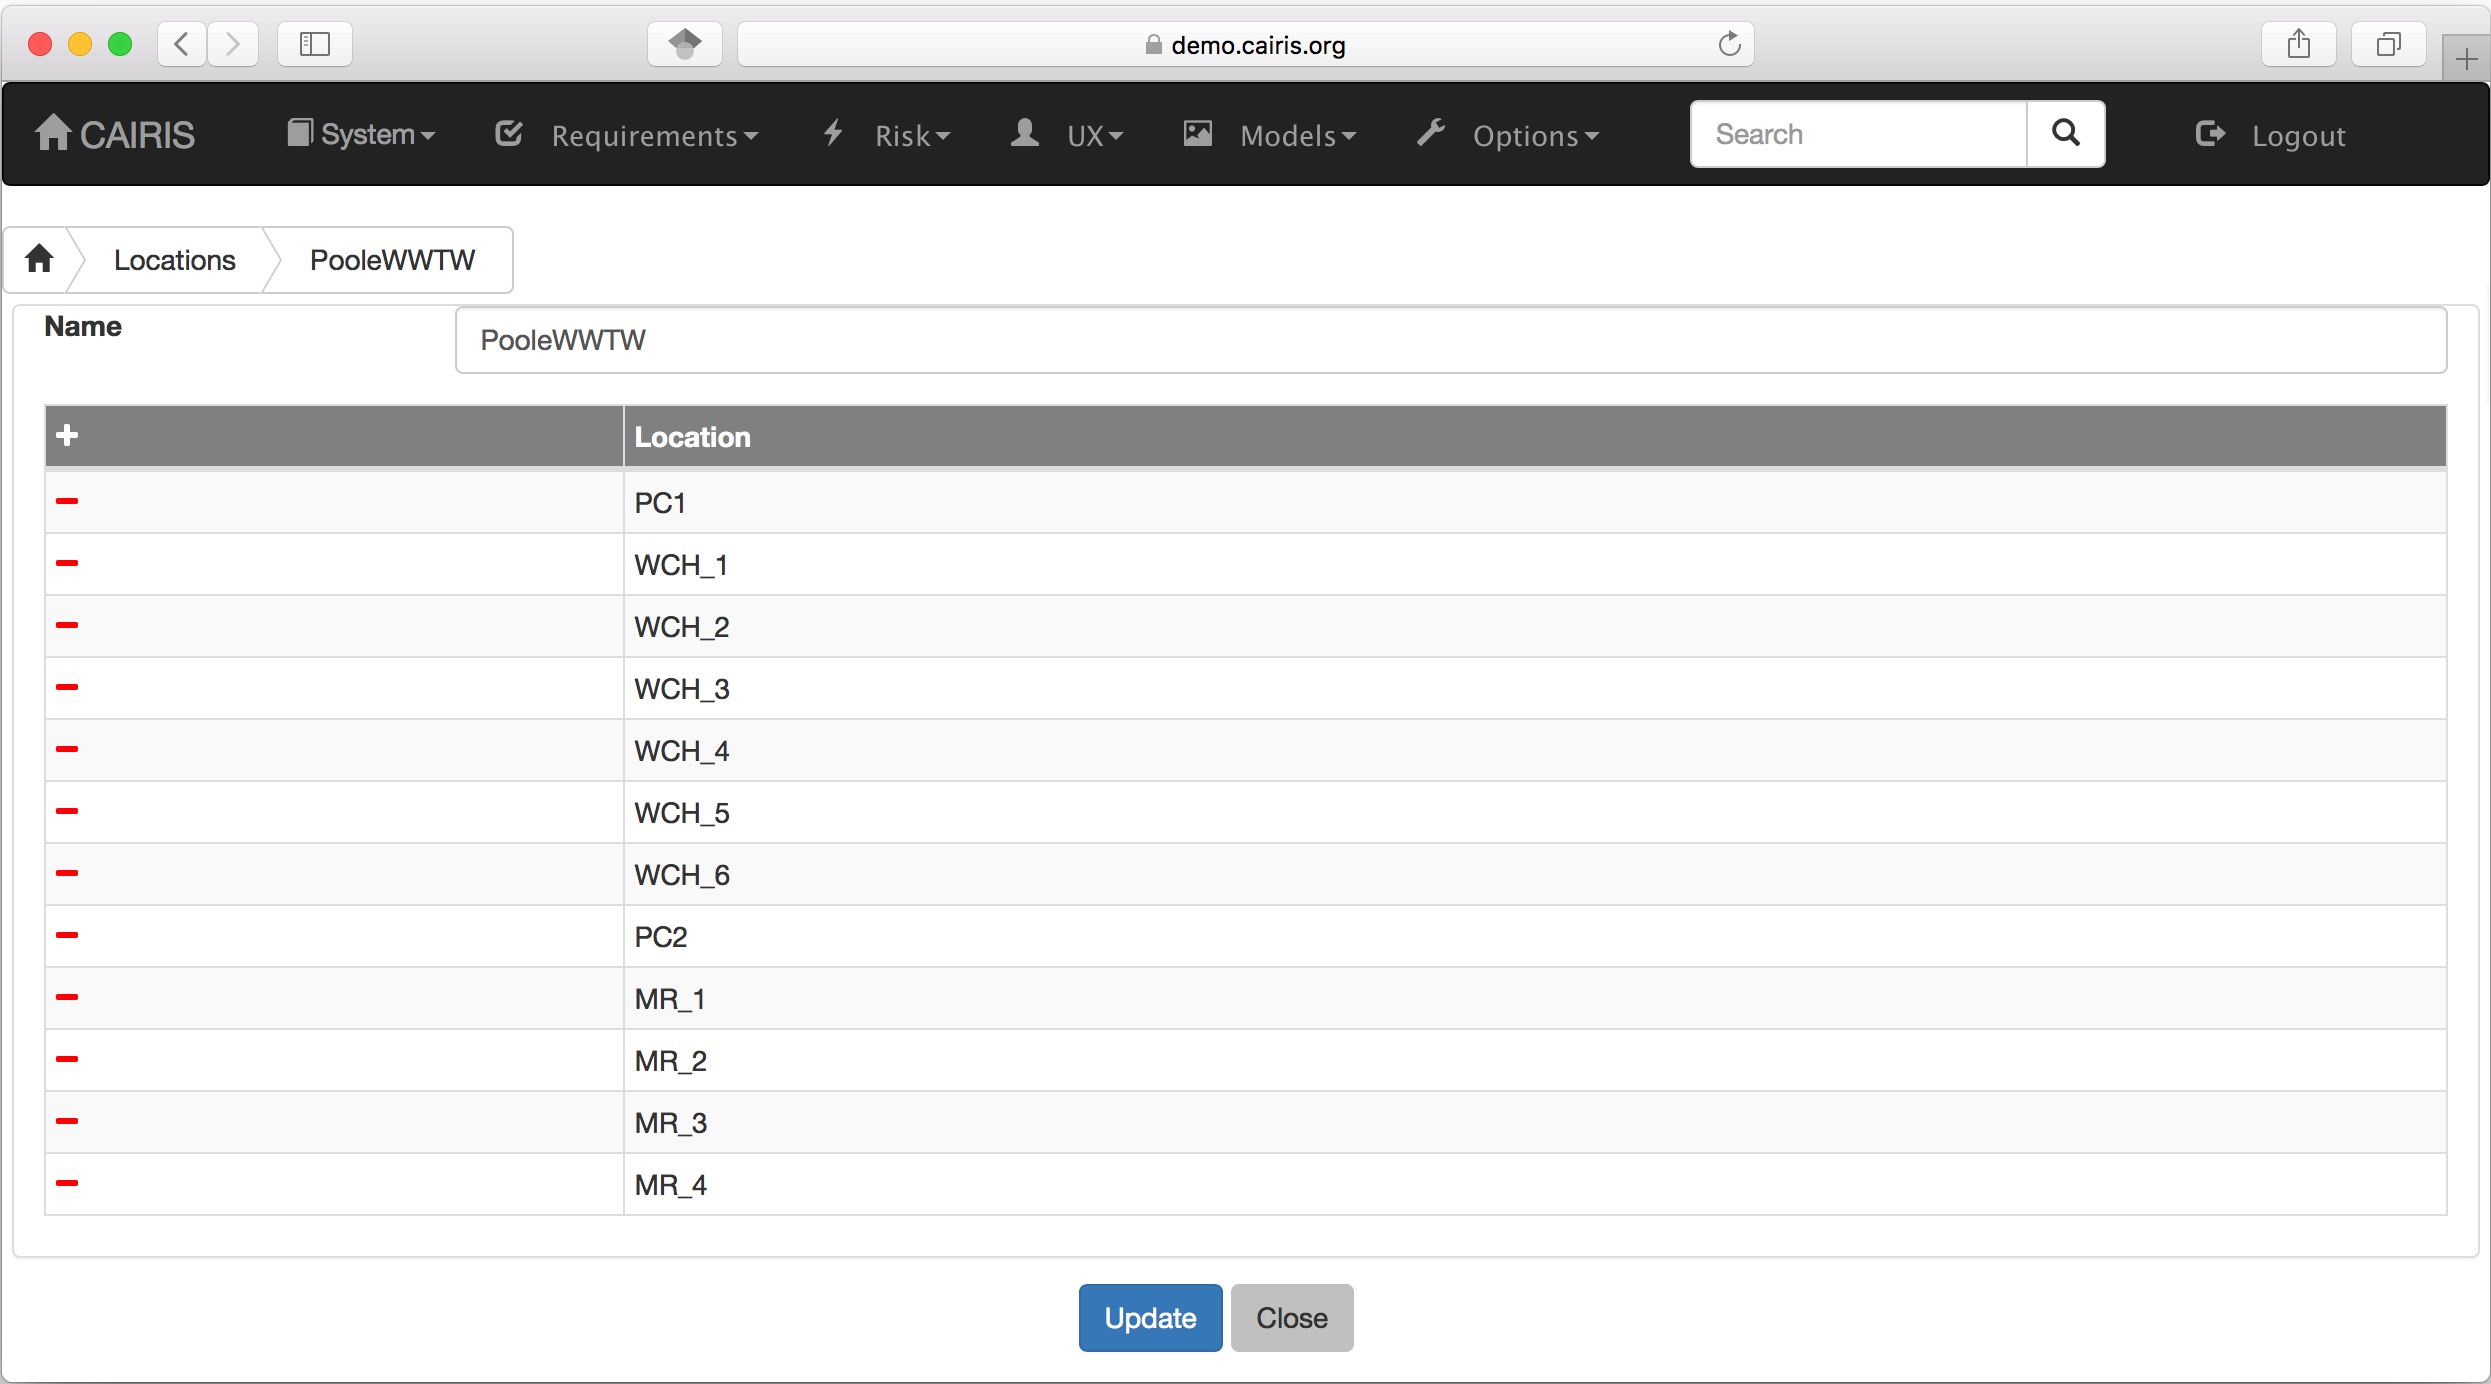 demo.cairis.org
CAIRIS System Requirements Risk UX Models Options Search Logout
Locations PooleWWTW
Name PooleWWTW
Location
PC1
WCH_1
WCH_2
WCH_3
WCH_4
WCH_5
WCH_6
PC2
MR_1
MR_2
MR_3
MR_4
Update Close